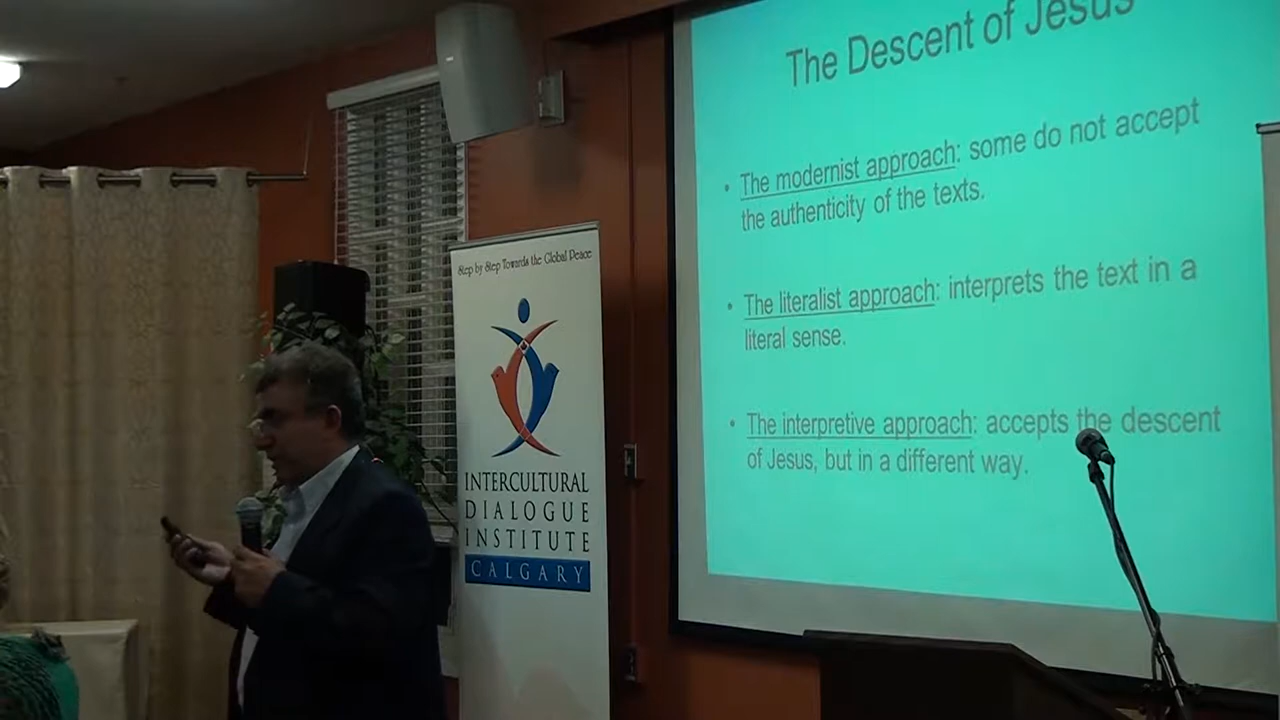 The Descent of Jesus
• The modernist approach: some do not accept
the authenticity of the texts.
• The literalist approach: interprets the text in a
literal sense.
• The interpretive approach: accepts the descent
of Jesus, but in a different way.
Step by Step Towards the Global Peace
INTERCULTURAL
DIALOGUE
INSTITUTE
CALGARY